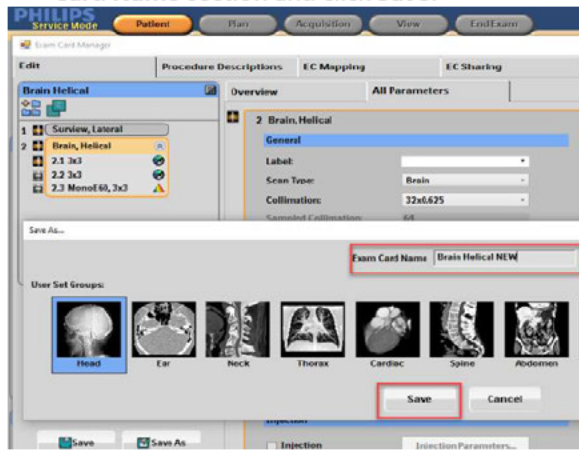 PHILIPS
Service Mode
Patient
Plan
Acquisition
View
End Exam
Exam Card Manager
Edit
Procedure Descriptions
EC Mapping
EC Sharing
Brain Helical
Overview
All Parameters
1 Surview, Lateral
2 Brain, Helical
2.1 3x3
2.2 3x3
2.3 MonoE 60, 3x3
2 Brain, Helical
General
Label:
Scan Type: Brain
Collimation: 32x0.625
Sampled Collimation: 64
Save As...
Exam Card Name Brain Helical NEW
User Set Groups:
Head
Ear
Neck
Thorax
Cardiac
Spine
Abdomen
Save
Cancel
Save
Save As
Injection
Injection
Injection Parameters...